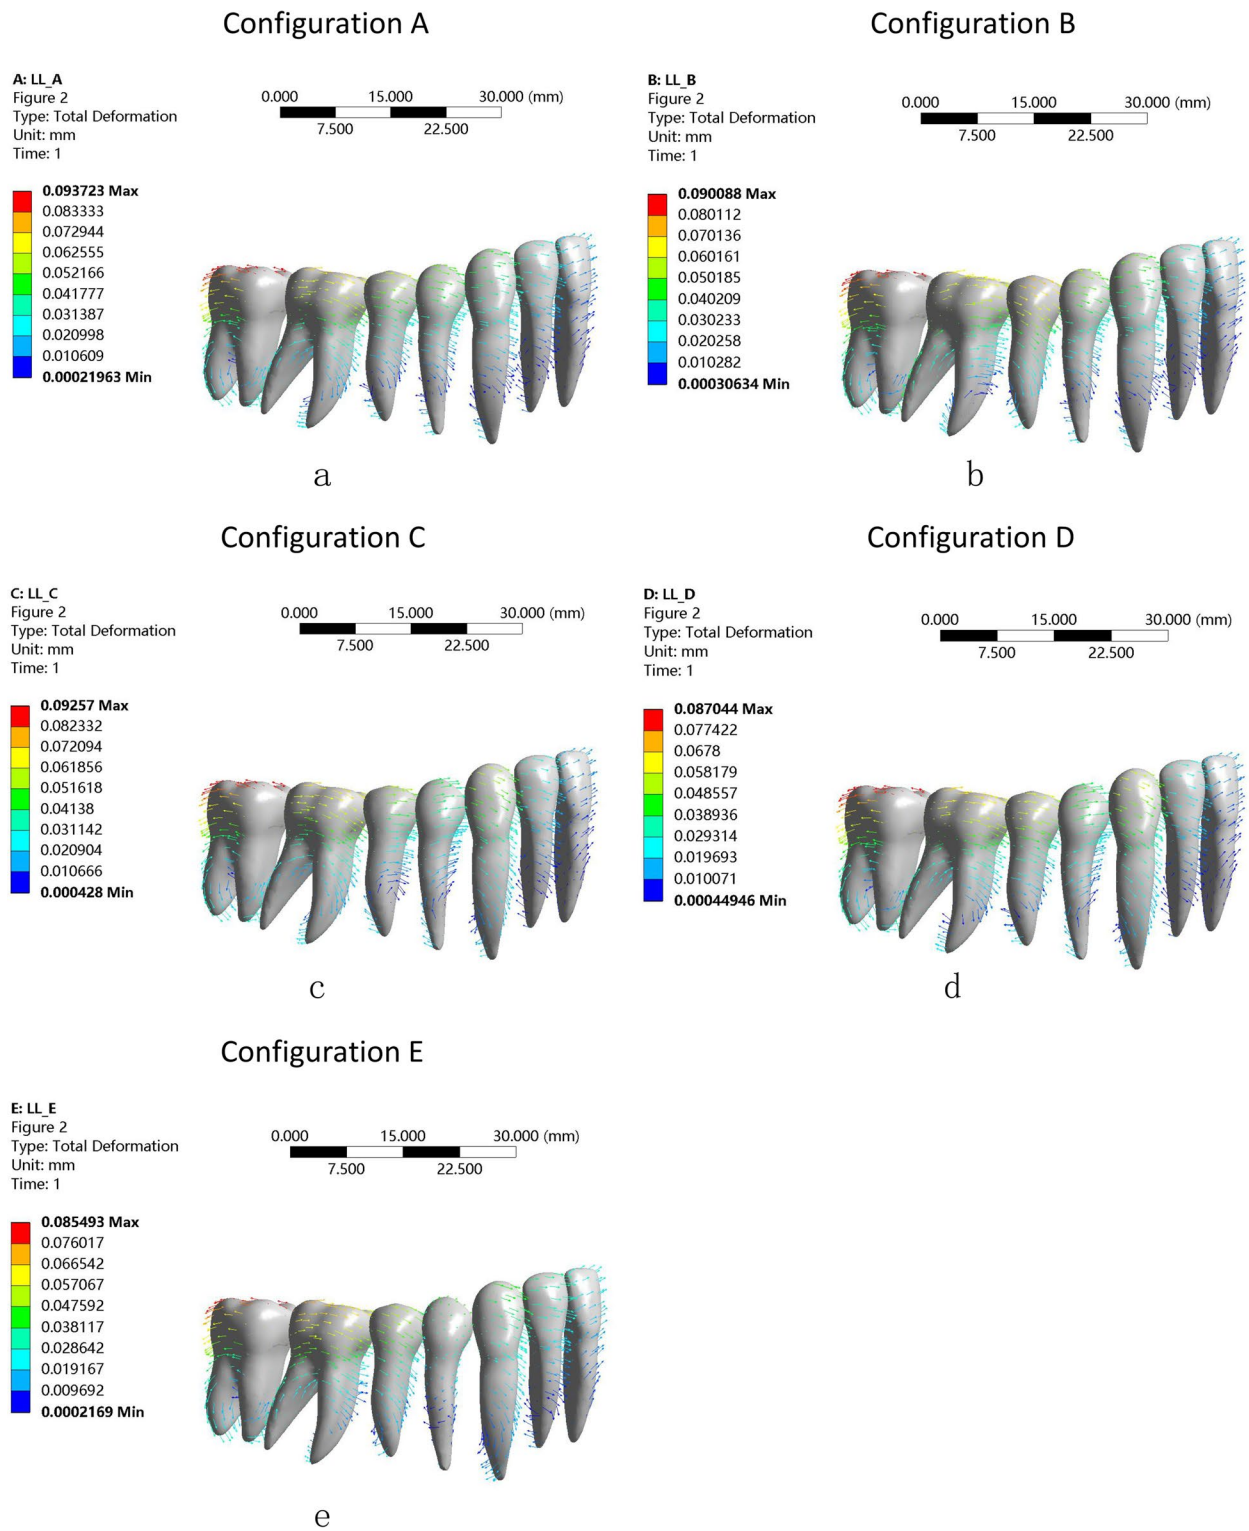 Configuration A
A: LL_A
Figure 2
Type: Total Deformation
Unit: mm
Time: 1
0.000 15.000 30.000 (mm)
7.500 22.500
0.093723 Max
0.083333
0.072944
0.062555
0.052166
0.041777
0.031387
0.020998
0.010609
0.00021963 Min
a
Configuration B
B: LL_B
Figure 2
Type: Total Deformation
Unit: mm
Time: 1
0.000 15.000 30.000 (mm)
7.500 22.500
0.090088 Max
0.080112
0.070136
0.060161
0.050185
0.040209
0.030233
0.020258
0.010282
0.00030634 Min
b
Configuration C
C: LL_C
Figure 2
Type: Total Deformation
Unit: mm
Time: 1
0.000 15.000 30.000 (mm)
7.500 22.500
0.09257 Max
0.082332
0.072094
0.061856
0.051618
0.04138
0.031142
0.020904
0.010666
0.000428 Min
c
Configuration D
D: LL_D
Figure 2
Type: Total Deformation
Unit: mm
Time: 1
0.000 15.000 30.000 (mm)
7.500 22.500
0.087044 Max
0.077422
0.0678
0.058179
0.048557
0.038936
0.029314
0.019693
0.010071
0.00044946 Min
d
Configuration E
E: LL_E
Figure 2
Type: Total Deformation
Unit: mm
Time: 1
0.000 15.000 30.000 (mm)
7.500 22.500
0.085493 Max
0.076017
0.066542
0.057067
0.047592
0.038117
0.028642
0.019167
0.009692
0.0002169 Min
e